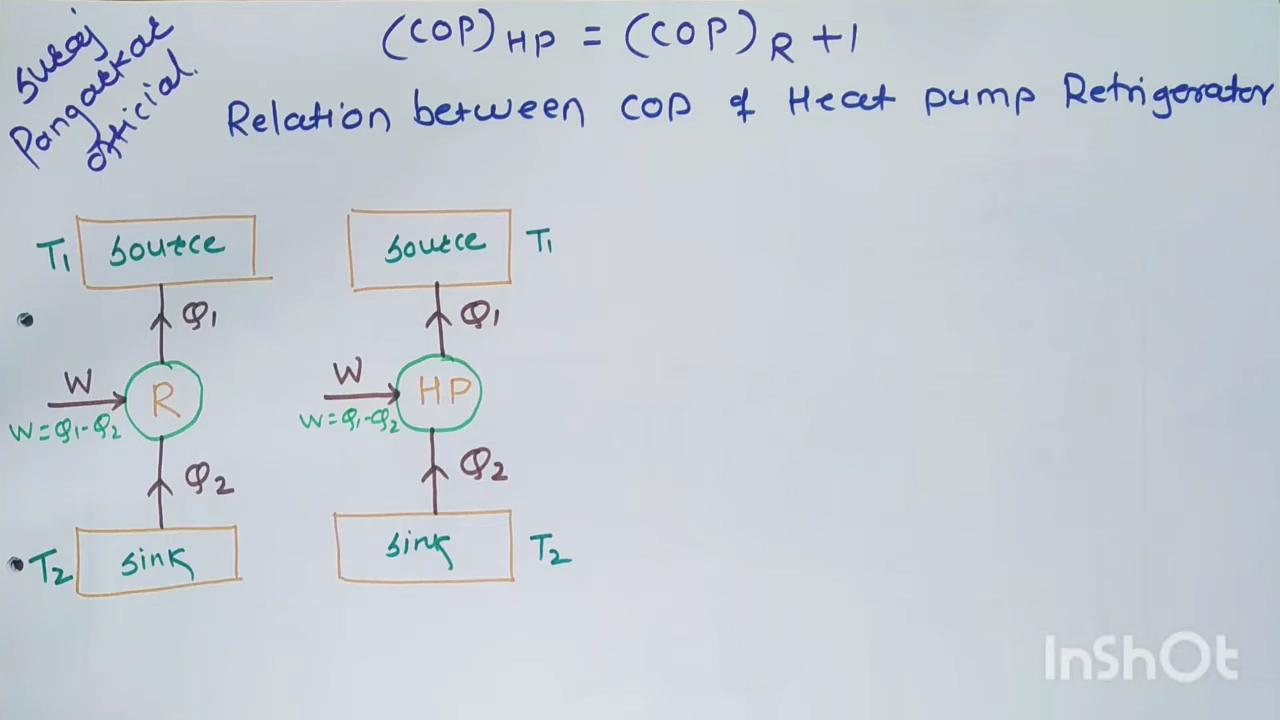 (COP)HP = (COP)R +1
Relation between COP of Heat pump Retrigerator
Suraj
Pangarkar
official.
T1 source
source T1
Q1
Q1
W
R
W=Q1-Q2
W
HP
W=Q1-Q2
Q2
Q2
T2 sink
sink T2
InShOt